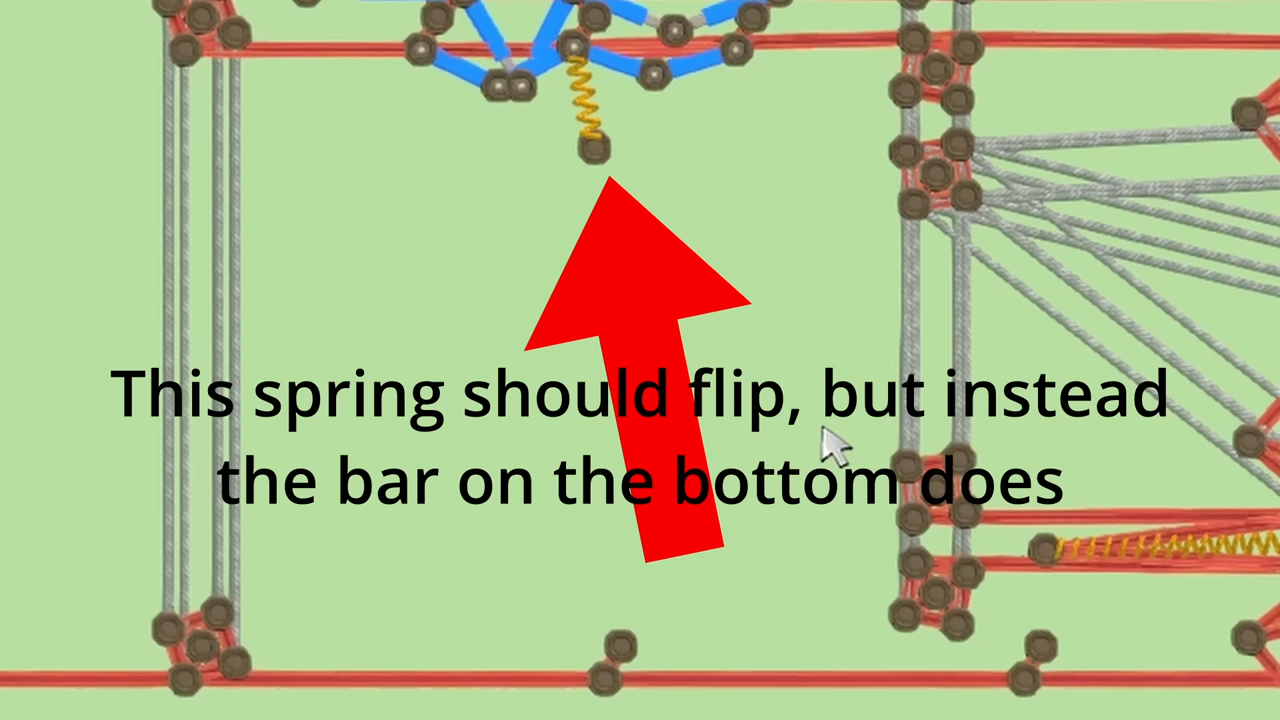 This spring should flip, but instead
the bar on the bottom does